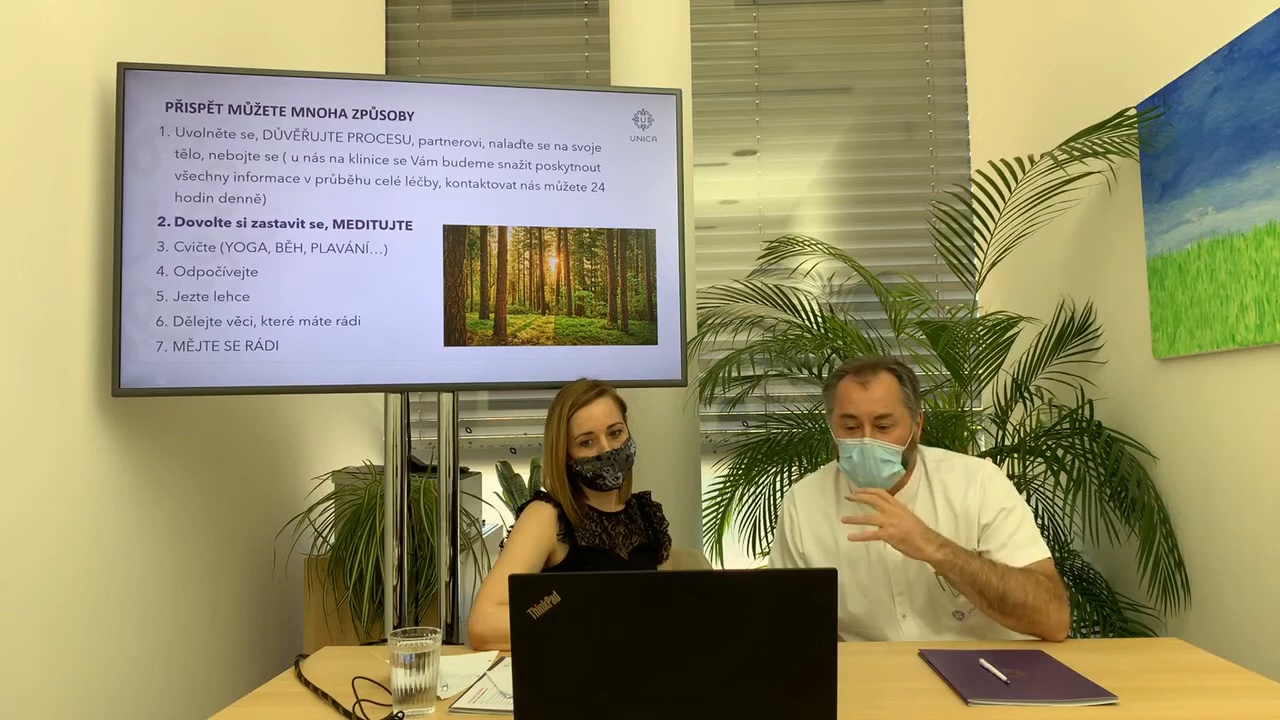 PŘISPĚT MŮŽETE MNOHA ZPŮSOBY
1. Uvolněte se, DŮVĚŘUJTE PROCESU, partnerovi, nalaďte se na svoje
tělo, nebojte se ( u nás na klinice se Vám budeme snažit poskytnout
všechny informace v průběhu celé léčby, kontaktovat nás můžete 24
hodin denně)
2. Dovolte si zastavit se, MEDITUJTE
3. Cvičte (YOGA, BĚH, PLAVÁNÍ...)
4. Odpočívejte
5. Jezte lehce
6. Dělejte věci, které máte rádi
7. MĚJTE SE RÁDI
U
UNICA
ThinkPad